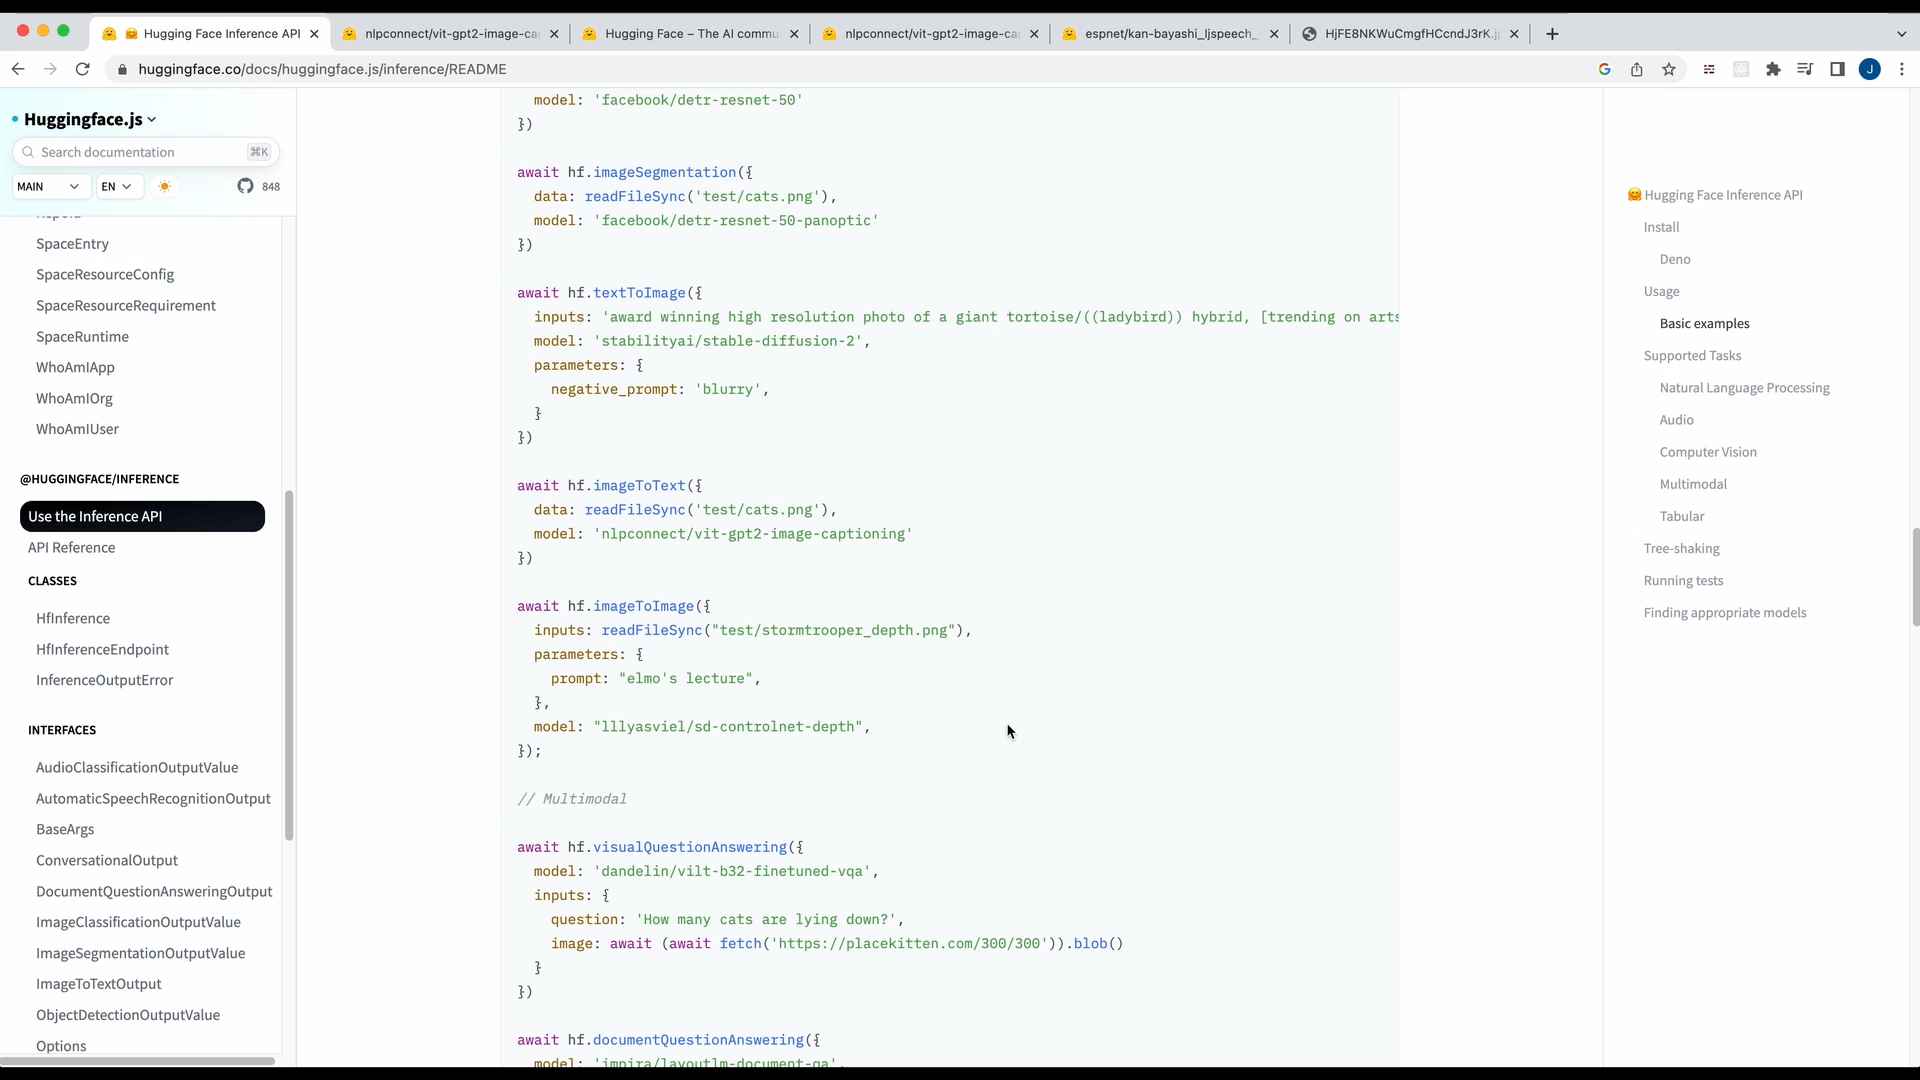 Hugging Face Inference API
nlpconnect/vit-gpt2-image-ca
Hugging Face – The AI commu
nlpconnect/vit-gpt2-image-ca
espnet/kan-bayashi_ljspeech_
HjFE8NKWuCmgfHCcndJ3rK.j
huggingface.co/docs/huggingface.js/inference/README
J
Huggingface.js
Search documentation
⌘K
MAIN
EN
848
SpaceEntry
SpaceResourceConfig
SpaceResourceRequirement
SpaceRuntime
WhoAmIApp
WhoAmIOrg
WhoAmIUser
@HUGGINGFACE/INFERENCE
Use the Inference API
API Reference
CLASSES
HfInference
HfInferenceEndpoint
InferenceOutputError
INTERFACES
AudioClassificationOutputValue
AutomaticSpeechRecognitionOutput
BaseArgs
ConversationalOutput
DocumentQuestionAnsweringOutput
ImageClassificationOutputValue
ImageSegmentationOutputValue
ImageToTextOutput
ObjectDetectionOutputValue
Options
model: 'facebook/detr-resnet-50'
})
await hf.imageSegmentation({
data: readFileSync('test/cats.png'),
model: 'facebook/detr-resnet-50-panoptic'
})
await hf.textToImage({
inputs: 'award winning high resolution photo of a giant tortoise/((ladybird)) hybrid, [trending on arts
model: 'stabilityai/stable-diffusion-2',
parameters: {
negative_prompt: 'blurry',
}
})
await hf.imageToText({
data: readFileSync('test/cats.png'),
model: 'nlpconnect/vit-gpt2-image-captioning'
})
await hf.imageToImage({
inputs: readFileSync("test/stormtrooper_depth.png"),
parameters: {
prompt: "elmo's lecture",
},
model: "lllyasviel/sd-controlnet-depth",
});
// Multimodal
await hf.visualQuestionAnswering({
model: 'dandelin/vilt-b32-finetuned-vqa',
inputs: {
question: 'How many cats are lying down?',
image: await (await fetch('https://placekitten.com/300/300')).blob()
}
})
await hf.documentQuestionAnswering({
model: 'impira/layoutlm-document-qa',
Hugging Face Inference API
Install
Deno
Usage
Basic examples
Supported Tasks
Natural Language Processing
Audio
Computer Vision
Multimodal
Tabular
Tree-shaking
Running tests
Finding appropriate models